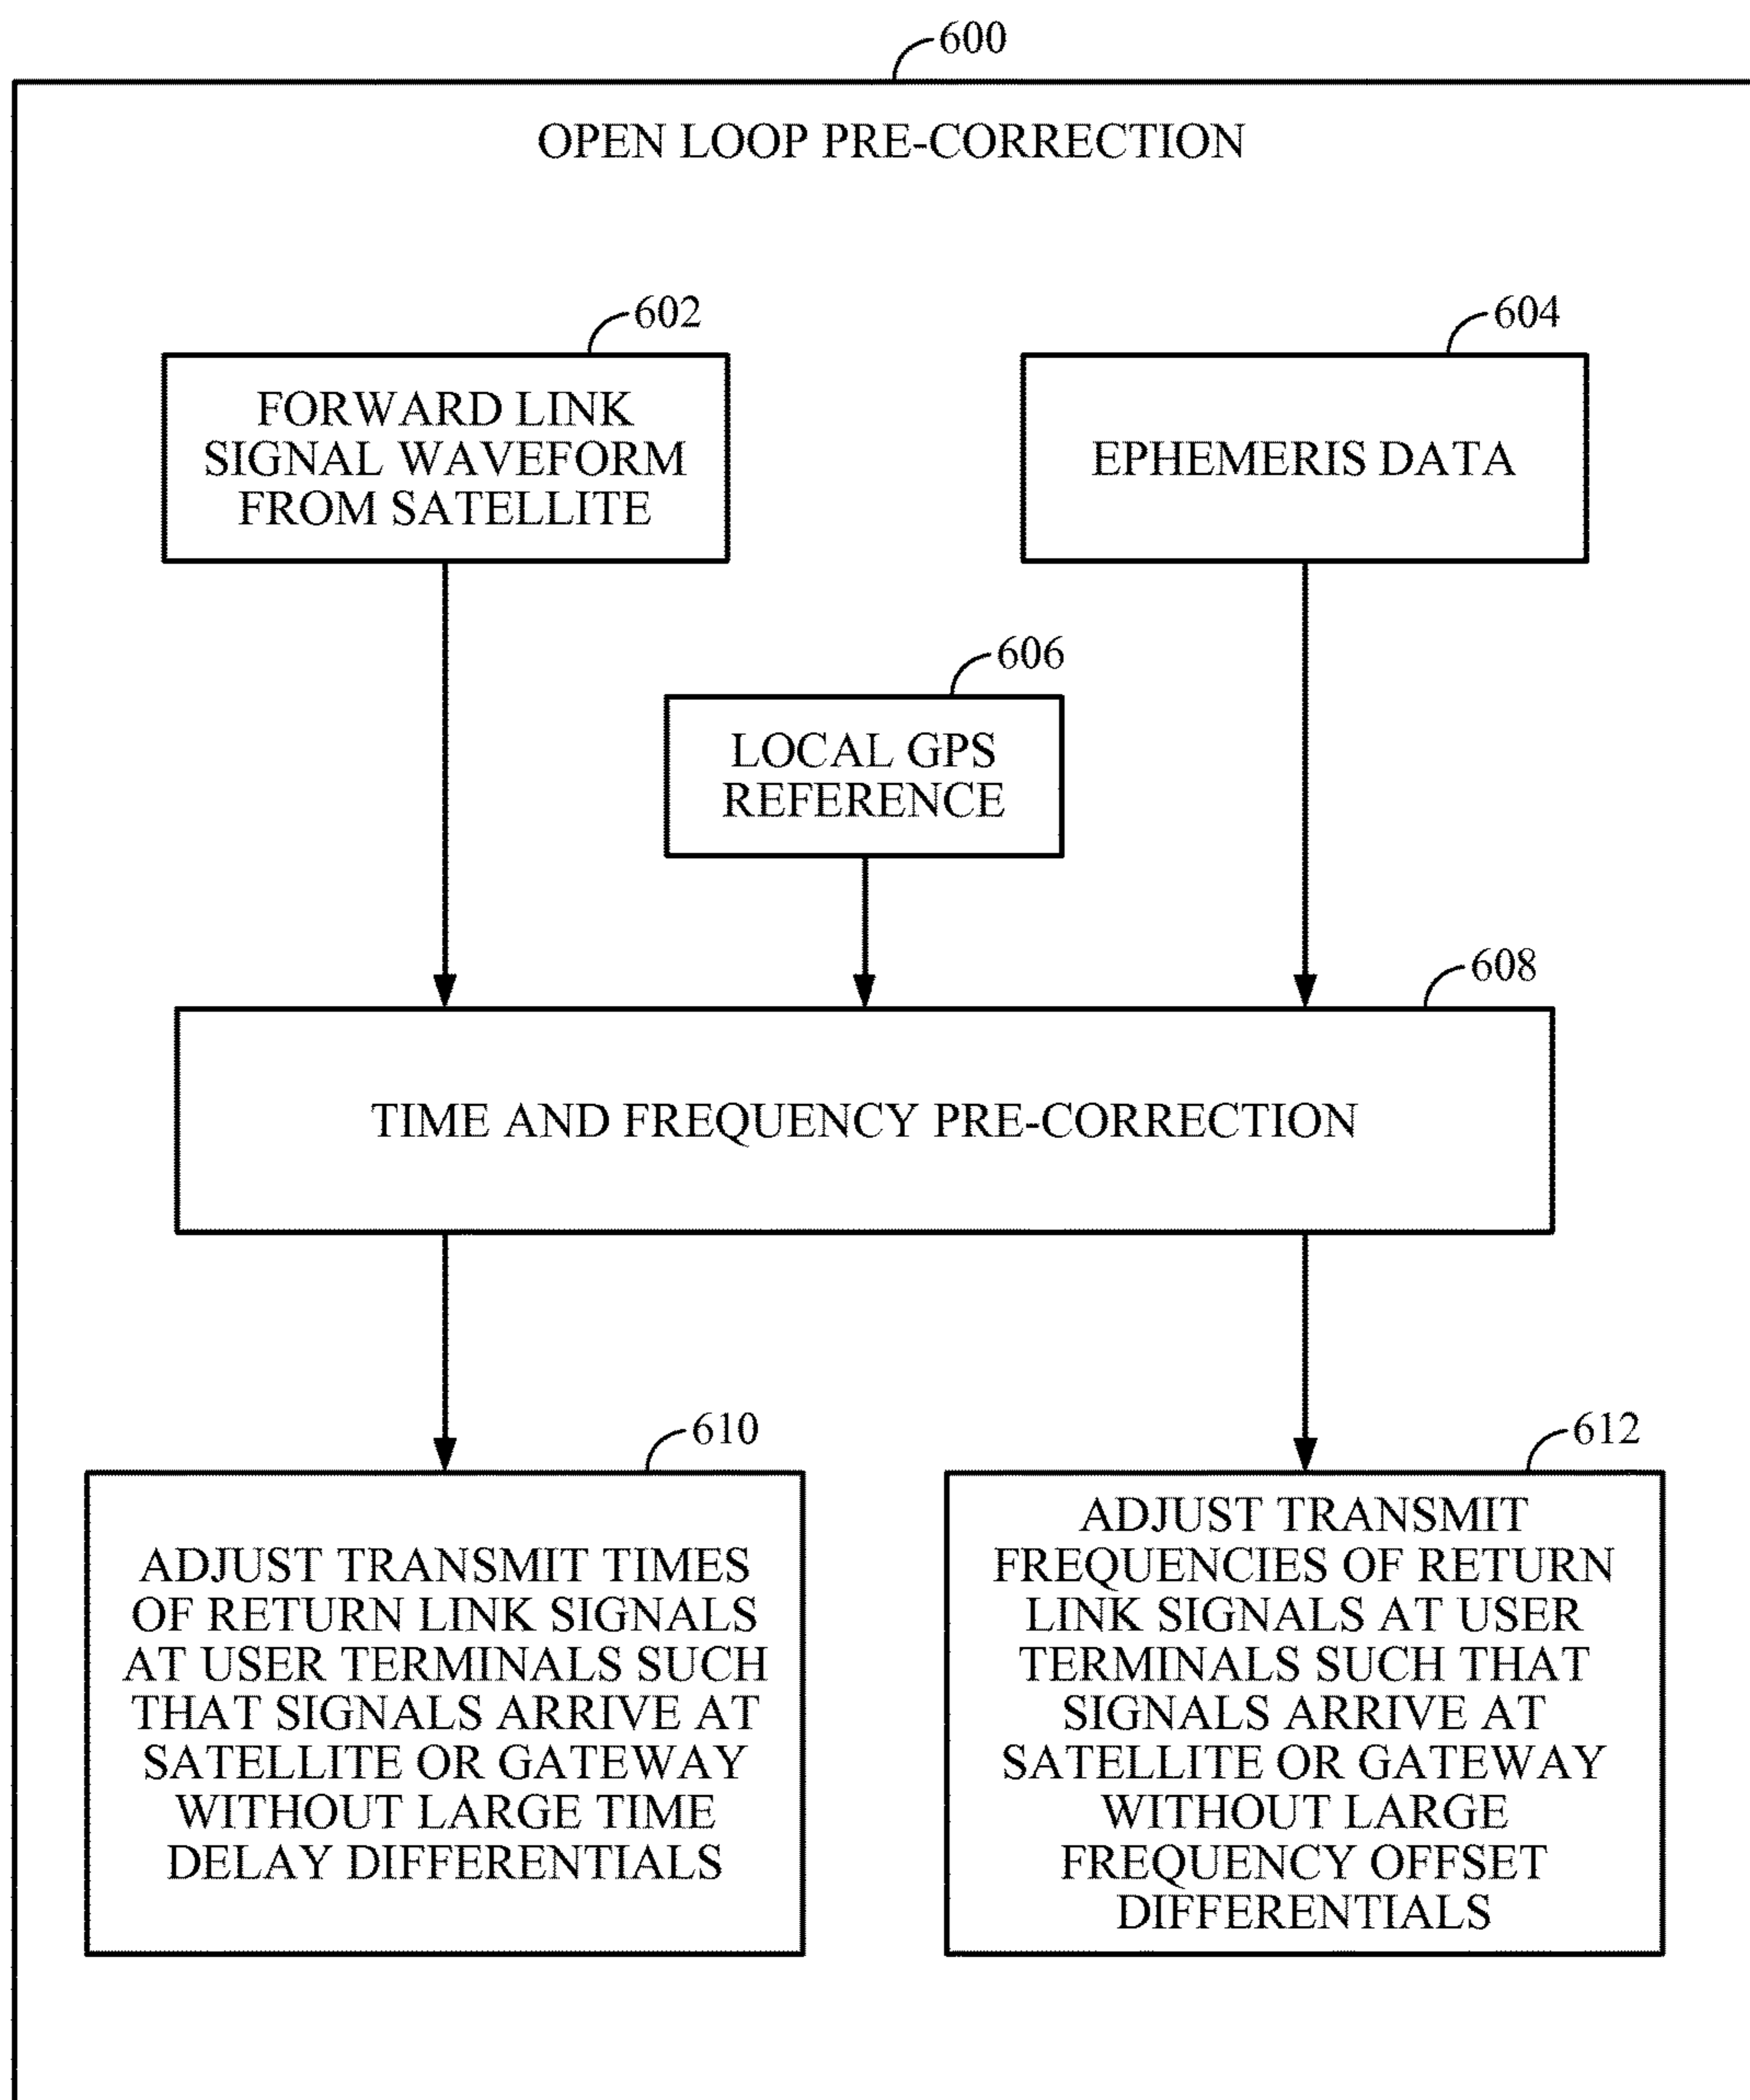 600
OPEN LOOP PRE-CORRECTION
602
FORWARD LINK
SIGNAL WAVEFORM
FROM SATELLITE
604
EPHEMERIS DATA
606
LOCAL GPS
REFERENCE
608
TIME AND FREQUENCY PRE-CORRECTION
610
ADJUST TRANSMIT TIMES
OF RETURN LINK SIGNALS
AT USER TERMINALS SUCH
THAT SIGNALS ARRIVE AT
SATELLITE OR GATEWAY
WITHOUT LARGE TIME
DELAY DIFFERENTIALS
612
ADJUST TRANSMIT
FREQUENCIES OF RETURN
LINK SIGNALS AT USER
TERMINALS SUCH THAT
SIGNALS ARRIVE AT
SATELLITE OR GATEWAY
WITHOUT LARGE
FREQUENCY OFFSET
DIFFERENTIALS